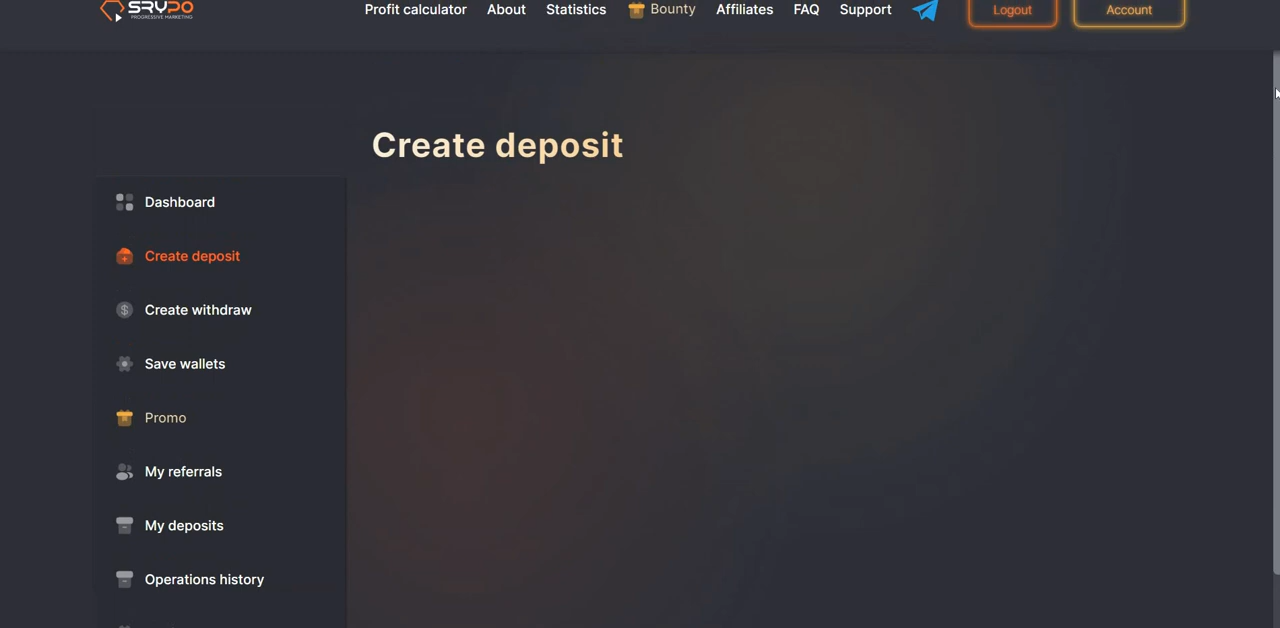 SRYPO
PROGRESSIVE MARKETING
Profit calculator About Statistics Bounty Affiliates FAQ Support Logout Account
Create deposit
Dashboard
Create deposit
Create withdraw
Save wallets
Promo
My referrals
My deposits
Operations history